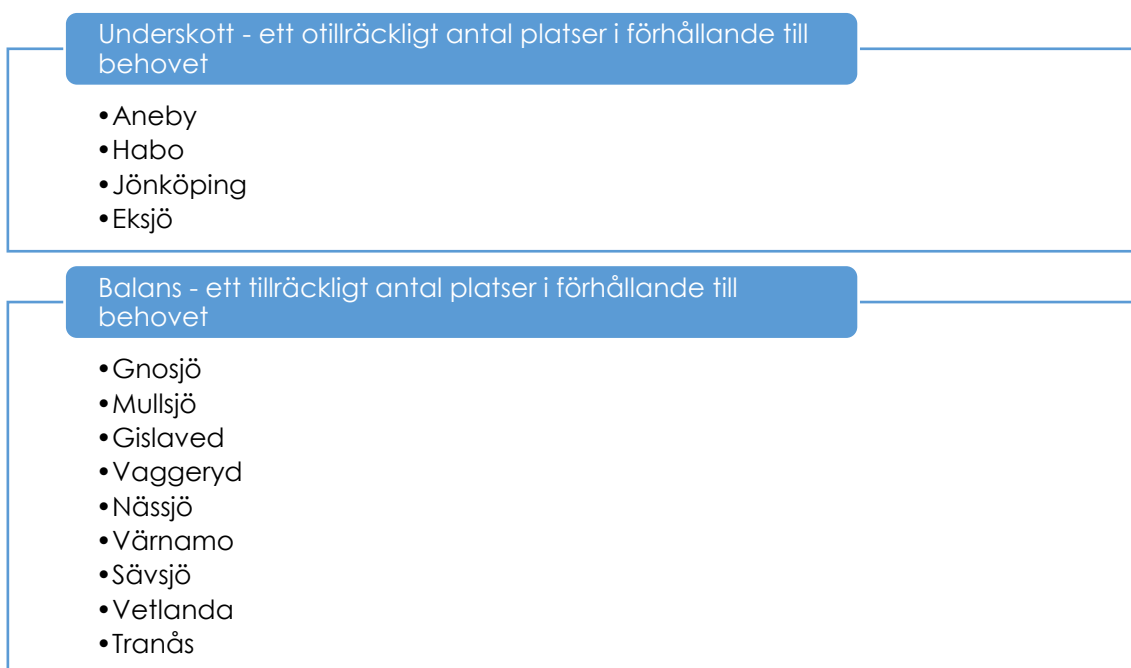 Underskott - ett otillräckligt antal platser i förhållande till
behovet
•Aneby
•Habo
•Jönköping
•Eksjö
Balans - ett tillräckligt antal platser i förhållande till
behovet
•Gnosjö
•Mullsjö
•Gislaved
•Vaggeryd
•Nässjö
•Värnamo
•Sävsjö
•Vetlanda
•Tranås